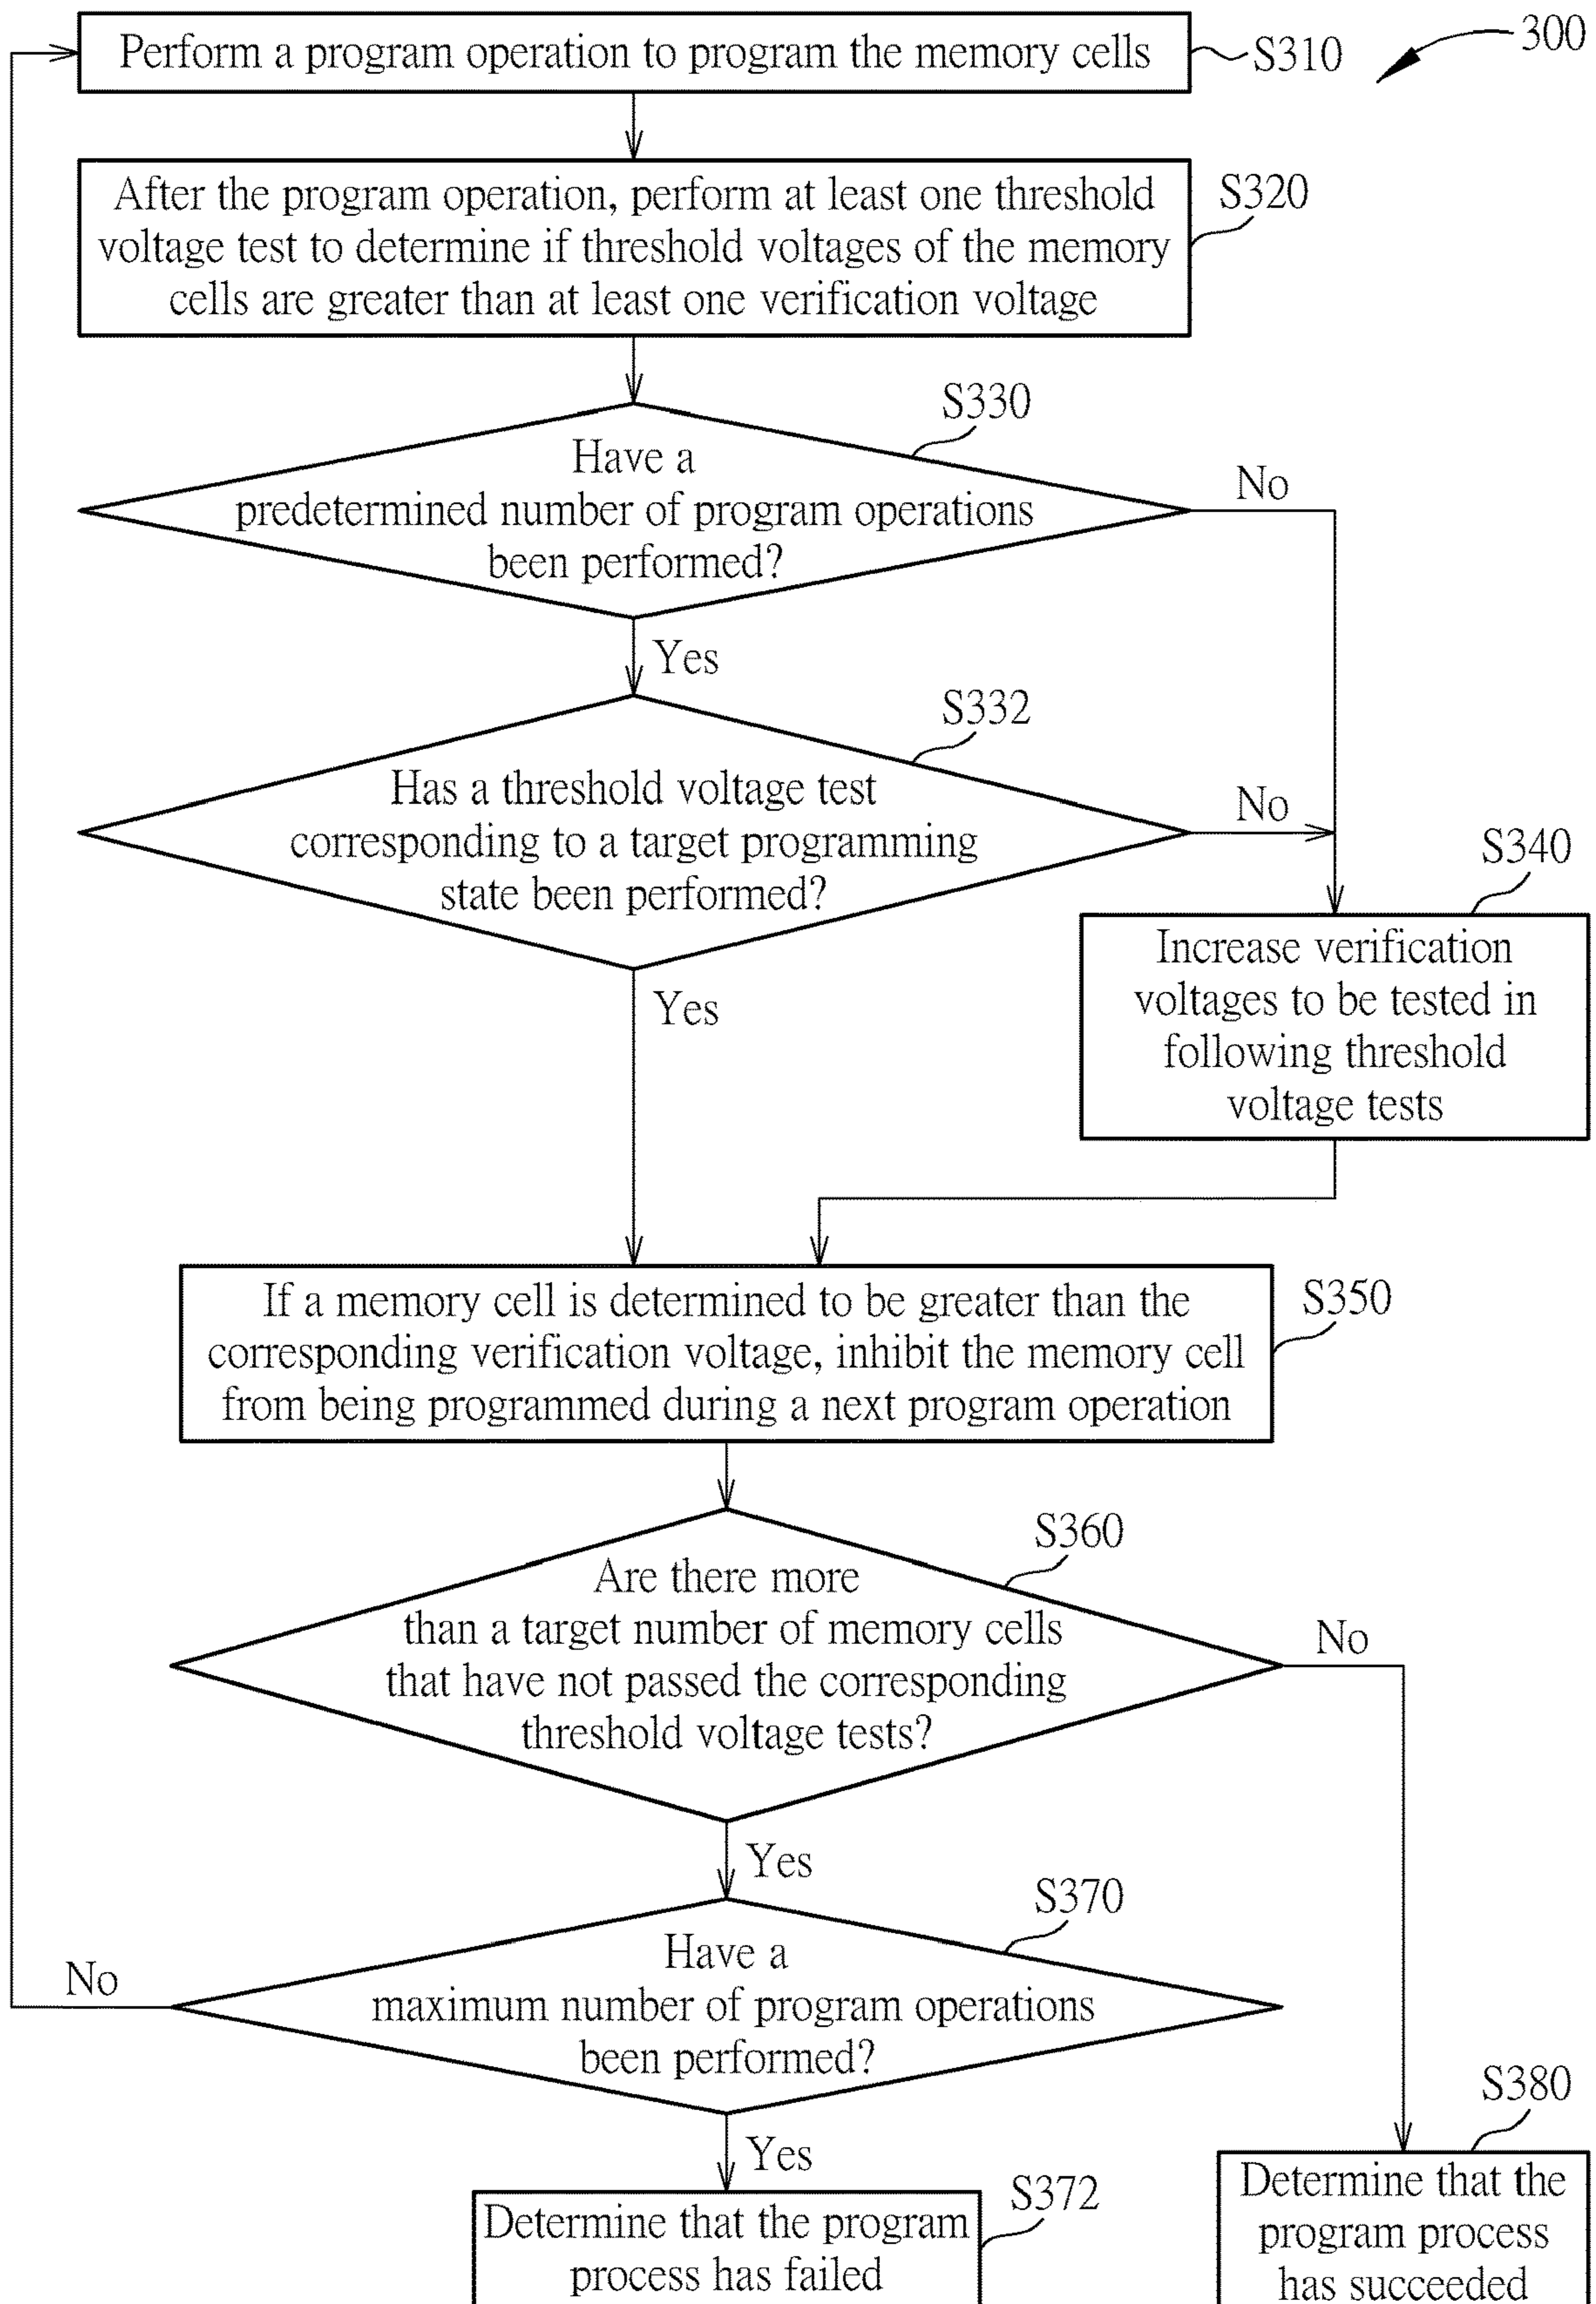 300
Perform a program operation to program the memory cells
S310
After the program operation, perform at least one threshold
voltage test to determine if threshold voltages of the memory
cells are greater than at least one verification voltage
S320
S330
Have a
predetermined number of program operations
been performed?
No
Yes
S332
Has a threshold voltage test
corresponding to a target programming
state been performed?
No
Yes
S340
Increase verification
voltages to be tested in
following threshold
voltage tests
If a memory cell is determined to be greater than the
corresponding verification voltage, inhibit the memory cell
from being programmed during a next program operation
S350
S360
Are there more
than a target number of memory cells
that have not passed the corresponding
threshold voltage tests?
No
Yes
S370
Have a
maximum number of program operations
been performed?
No
Yes
S372
Determine that the program
process has failed
S380
Determine that the
program process
has succeeded